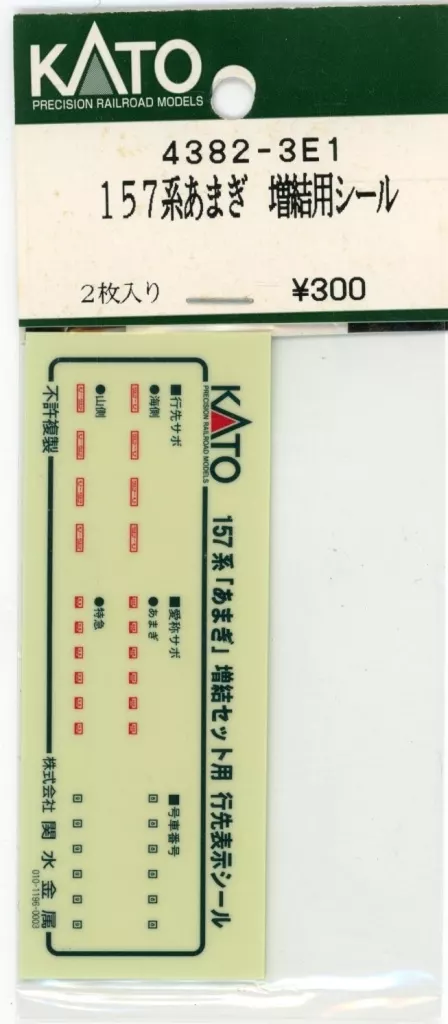 KATO
PRECISION RAILROAD MODELS
4382-3E1
157系あまぎ 増結用シール
2枚入り
¥300
KATO
PRECISION RAILROAD MODELS
157系「あまぎ」増結セット用 行先表示シール
■行先サボ
●海側
●山側
■愛称サボ
●あまぎ
●特急
■号車番号
不許複製
株式会社 関水金属
010-1196-0003